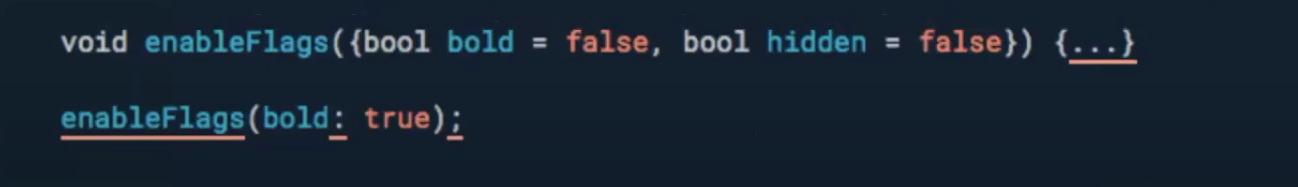 void enableFlags({bool bold = false, bool hidden = false}) {...}
enableFlags(bold: true);